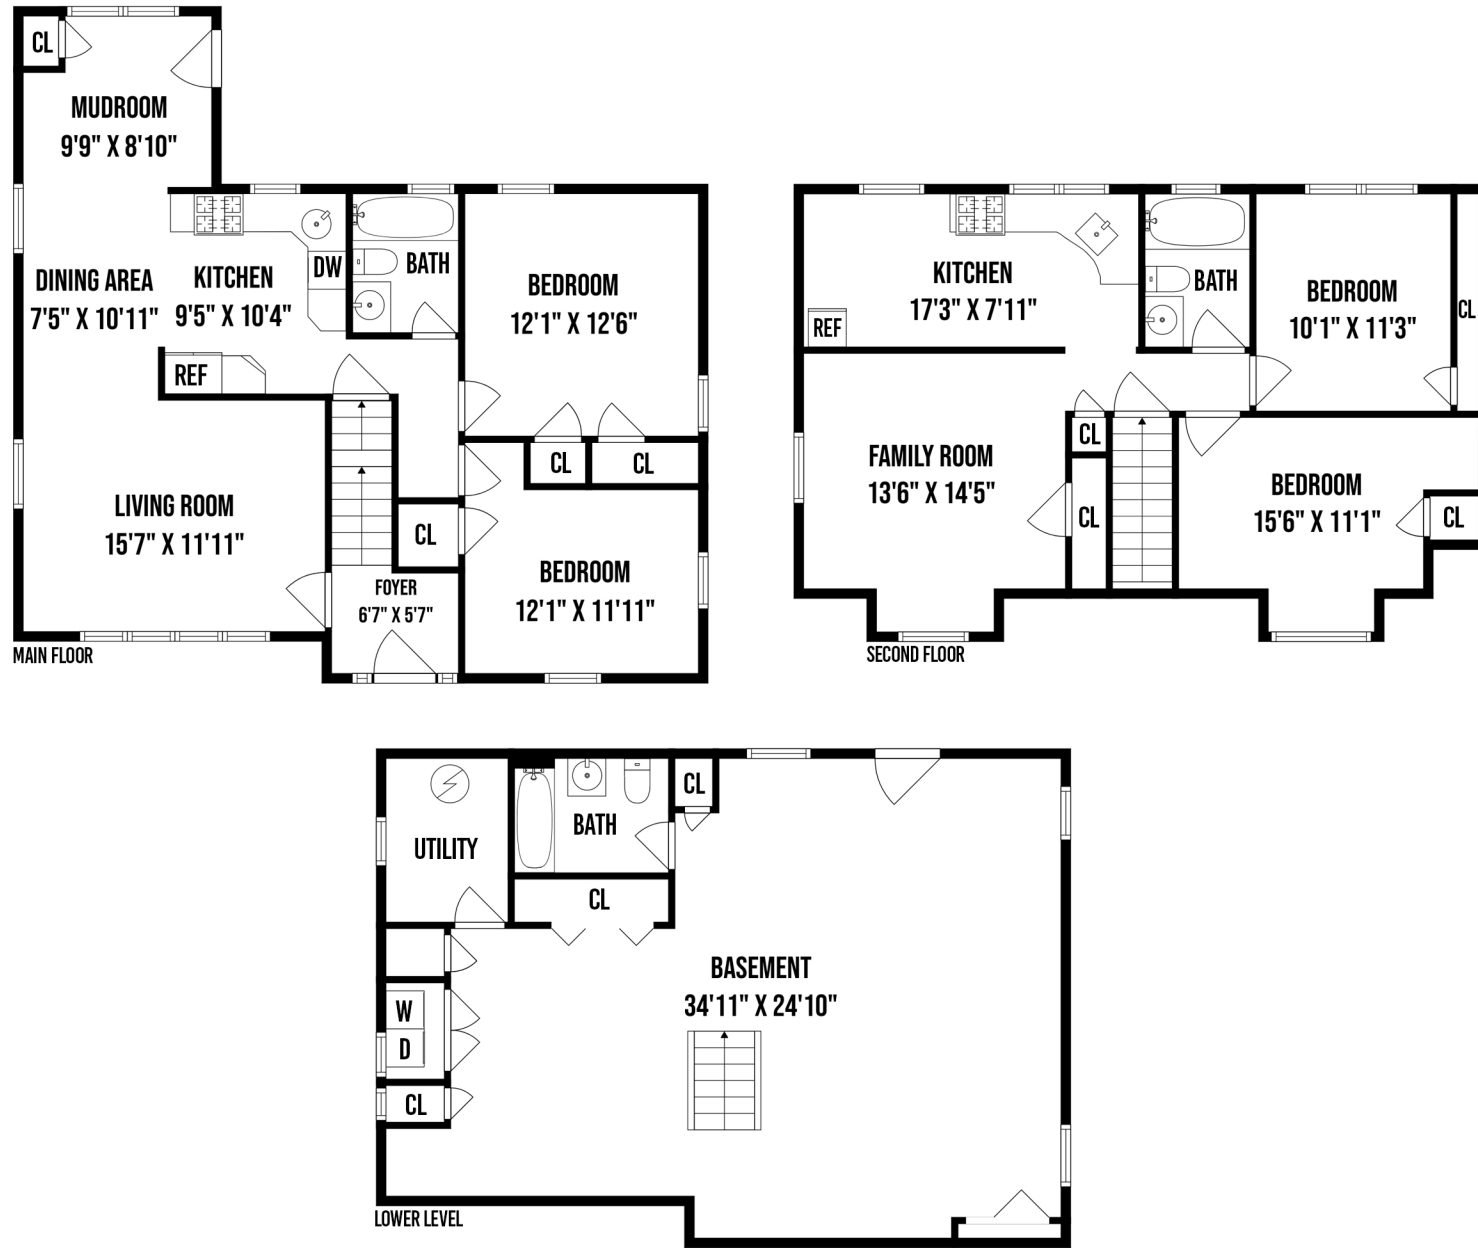 CL
MUDROOM
9'9" X 8'10"
DINING AREA
7'5" X 10'11"
KITCHEN
9'5" X 10'4"
DW
BATH
BEDROOM
12'1" X 12'6"
REF
CL
CL
LIVING ROOM
15'7" X 11'11"
CL
FOYER
6'7" X 5'7"
BEDROOM
12'1" X 11'11"
MAIN FLOOR
KITCHEN
17'3" X 7'11"
REF
BATH
BEDROOM
10'1" X 11'3"
CL
FAMILY ROOM
13'6" X 14'5"
CL
CL
BEDROOM
15'6" X 11'1"
CL
SECOND FLOOR
UTILITY
BATH
CL
CL
BASEMENT
34'11" X 24'10"
W
D
CL
LOWER LEVEL